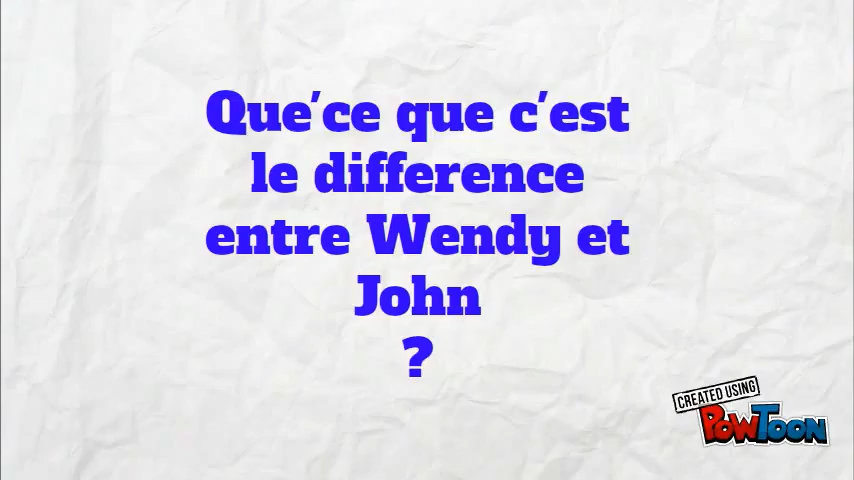 Que'ce que c'est
le difference
entre Wendy et
John
?
CREATED USING
POWTOON